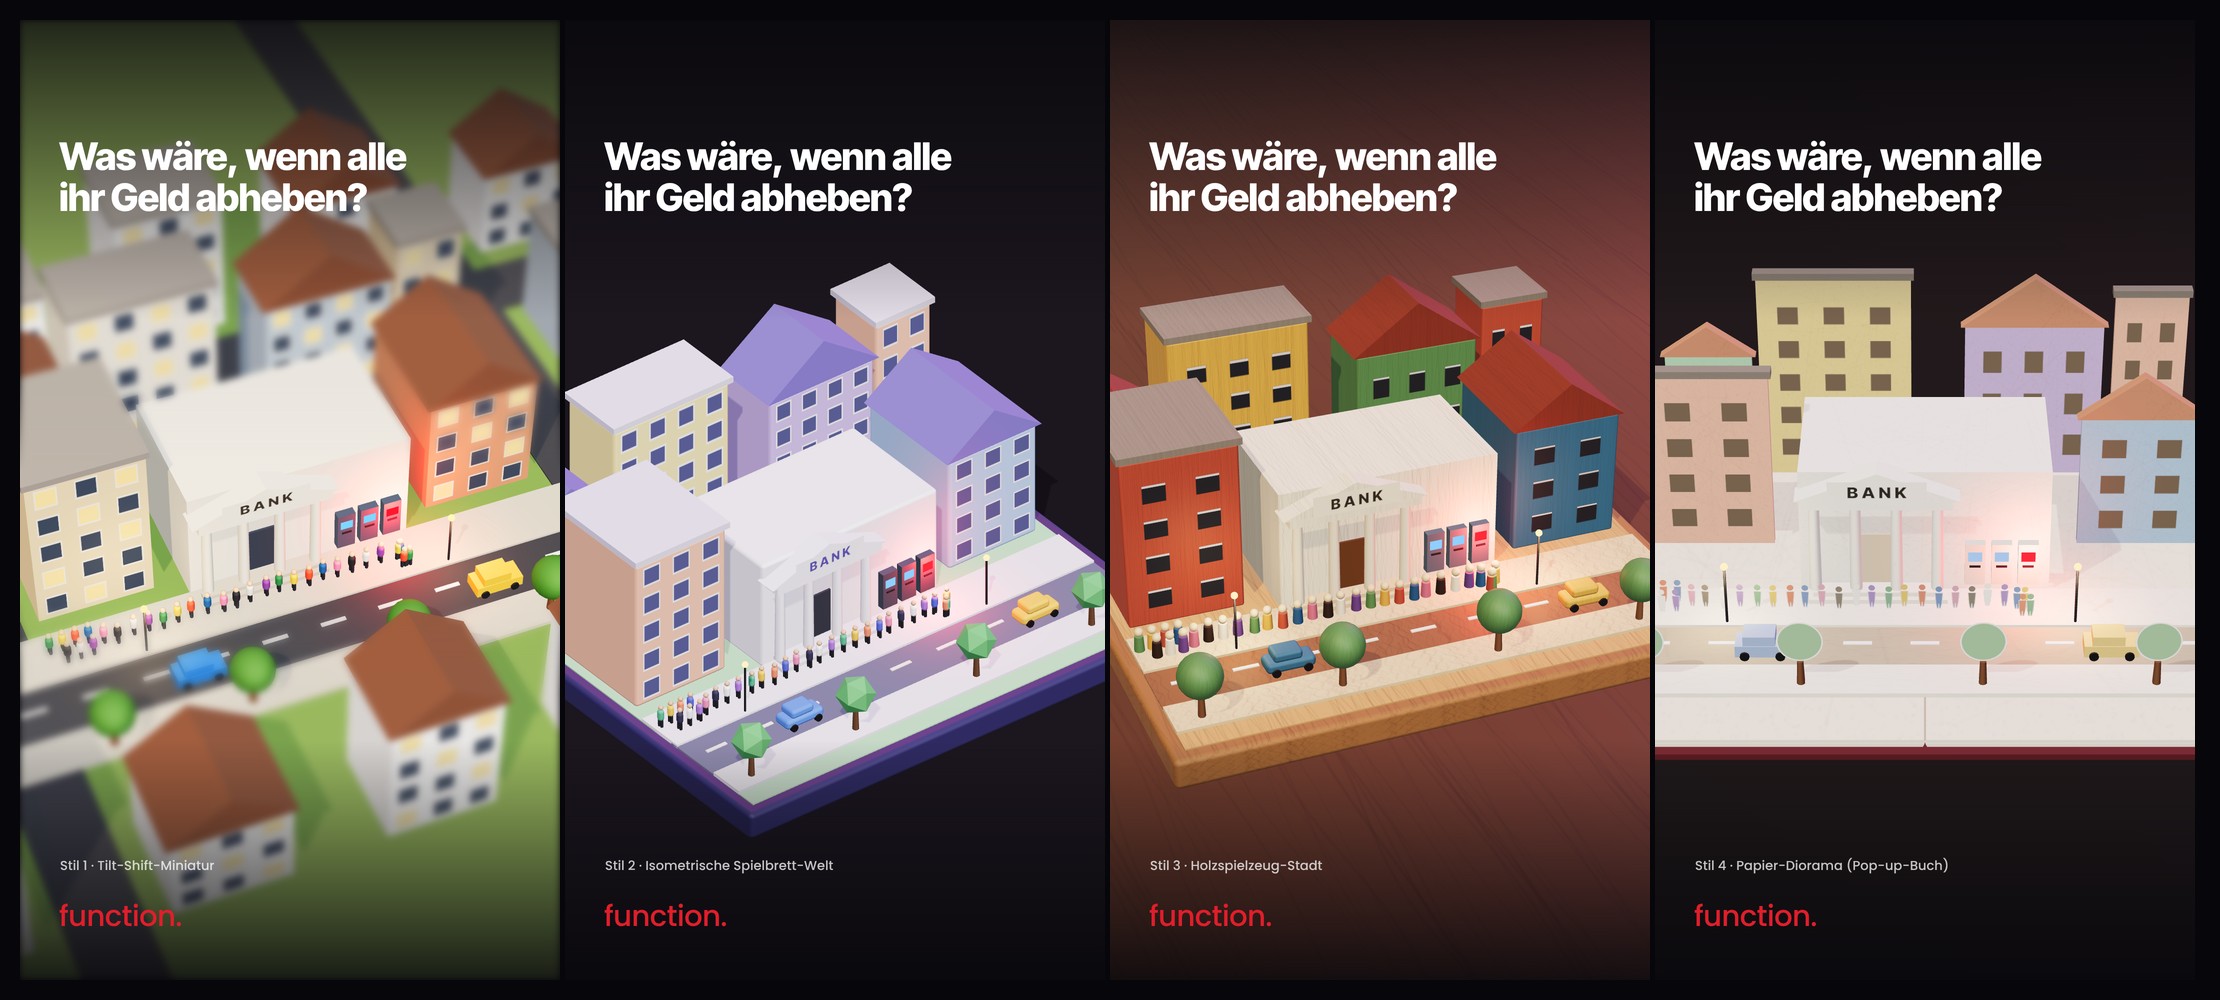 Was wäre, wenn alle
ihr Geld abheben?
BANK
Stil 1 · Tilt-Shift-Miniatur
function.
Was wäre, wenn alle
ihr Geld abheben?
BANK
Stil 2 · Isometrische Spielbrett-Welt
function.
Was wäre, wenn alle
ihr Geld abheben?
BANK
Stil 3 · Holzspielzeug-Stadt
function.
Was wäre, wenn alle
ihr Geld abheben?
BANK
Stil 4 · Papier-Diorama (Pop-up-Buch)
function.